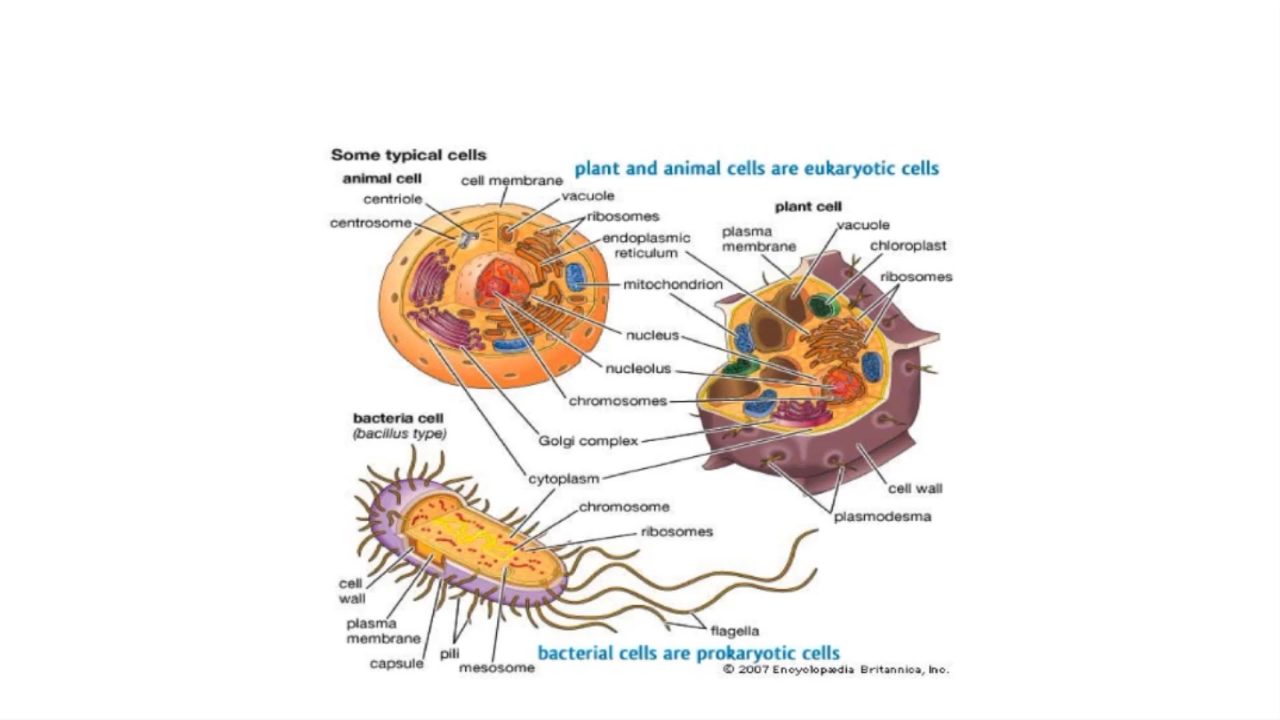 Some typical cells
plant and animal cells are eukaryotic cells
animal cell
cell membrane
centriole
vacuole
centrosome
ribosomes
endoplasmic
reticulum
mitochondrion
nucleus
nucleolus
chromosomes
Golgi complex
cytoplasm
plant cell
plasma
membrane
vacuole
chloroplast
ribosomes
cell wall
plasmodesma
bacteria cell
(bacillus type)
chromosome
ribosomes
cell
wall
plasma
membrane
capsule
pili
mesosome
flagella
bacterial cells are prokaryotic cells
© 2007 Encyclopædia Britannica, Inc.